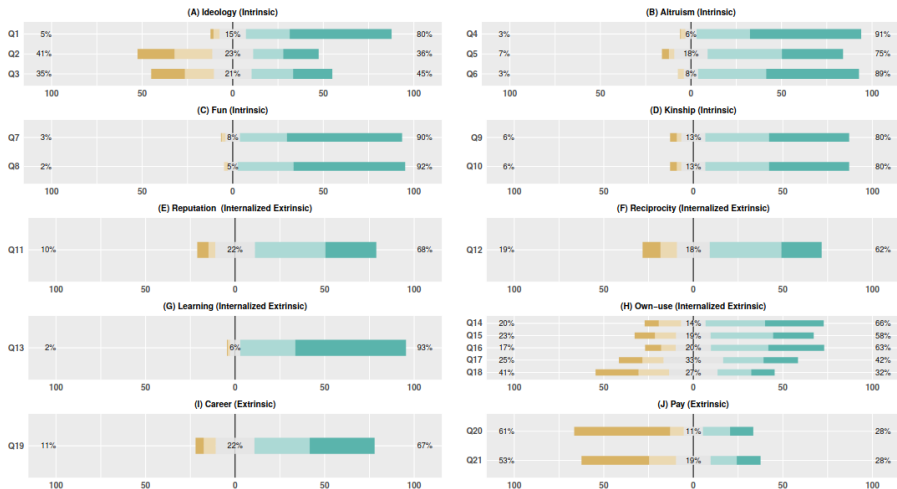 (A) Ideology (Intrinsic)
Q1 5% 15% 80%
Q2 41% 23% 36%
Q3 35% 21% 45%
100 50 0 50 100
(B) Altruism (Intrinsic)
Q4 3% 6% 91%
Q5 7% 18% 75%
Q6 3% 8% 89%
100 50 0 50 100
(C) Fun (Intrinsic)
Q7 3% 8% 90%
Q8 2% 5% 92%
100 50 0 50 100
(D) Kinship (Intrinsic)
Q9 6% 13% 80%
Q10 6% 13% 80%
100 50 0 50 100
(E) Reputation (Internalized Extrinsic)
Q11 10% 22% 68%
100 50 0 50 100
(F) Reciprocity (Internalized Extrinsic)
Q12 19% 18% 62%
100 50 0 50 100
(G) Learning (Internalized Extrinsic)
Q13 2% 6% 93%
100 50 0 50 100
(H) Own−use (Internalized Extrinsic)
Q14 20% 14% 66%
Q15 23% 19% 58%
Q16 17% 20% 63%
Q17 25% 33% 42%
Q18 41% 27% 32%
100 50 0 50 100
(I) Career (Extrinsic)
Q19 11% 22% 67%
100 50 0 50 100
(J) Pay (Extrinsic)
Q20 61% 11% 28%
Q21 53% 19% 28%
100 50 0 50 100